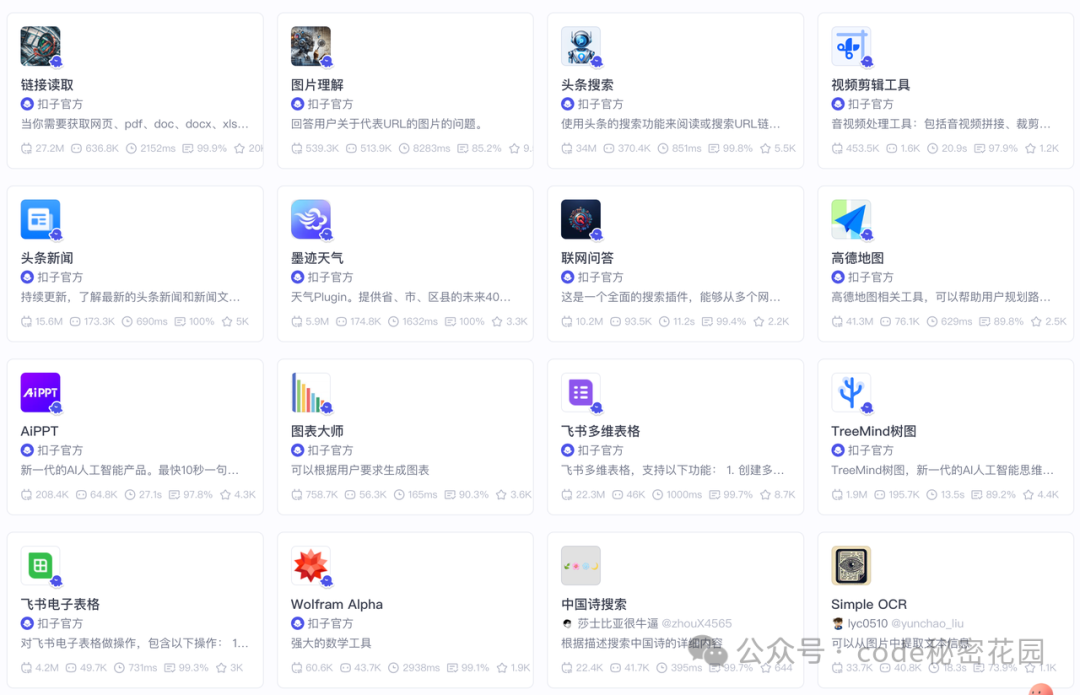 链接读取
扣子官方
当你需要获取网页、pdf、doc、docx、xls...
27.2M 636.8K 2152ms 99.9% 20
图片理解
扣子官方
回答用户关于代表URL的图片的问题。
539.3K 513.9K 8283ms 85.2% 9.
头条搜索
扣子官方
使用头条的搜索功能来阅读或搜索URL链...
34M 370.4K 851ms 99.8% 5.5K
视频剪辑工具
扣子官方
音视频处理工具：包括音视频拼接、裁剪...
453.5K 1.6K 20.9s 97.9% 1.2K
头条新闻
扣子官方
持续更新，了解最新的头条新闻和新闻文...
15.6M 173.3K 690ms 100% 5K
墨迹天气
扣子官方
天气Plugin。提供省、市、区县的未来40...
5.9M 174.8K 1632ms 100% 3.3K
联网问答
扣子官方
这是一个全面的搜索插件，能够从多个网...
10.2M 93.5K 11.2s 99.4% 2.2K
高德地图
扣子官方
高德地图相关工具，可以帮助用户规划路...
41.3M 76.1K 629ms 89.8% 2.5K
AiPPT
AiPPT
扣子官方
新一代的AI人工智能产品。最快10秒一句...
208.4K 64.8K 27.1s 97.8% 4.3K
图表大师
扣子官方
可以根据用户要求生成图表
758.7K 56.3K 165ms 90.3% 3.6K
飞书多维表格
扣子官方
飞书多维表格，支持以下功能： 1. 创建多...
22.3M 46K 1000ms 99.7% 8.7K
TreeMind树图
扣子官方
TreeMind树图，新一代的AI人工智能思维...
1.9M 195.7K 13.5s 89.2% 4.4K
飞书电子表格
扣子官方
对飞书电子表格做操作，包含以下操作： 1...
4.2M 49.7K 731ms 99.3% 3K
Wolfram Alpha
扣子官方
强大的数学工具
60.6K 43.7K 2938ms 99.1% 1.9K
中国诗搜索
莎士比亚很牛逼 @zhouX4565
根据描述搜索中国诗的详细内容
22.4K 41.7K 395ms 99.7% 644
Simple OCR
lyc0510 @yunchao_liu
可以从图片中提取文本信息
33.7K 40.8K 18.3s 73.9% 1.1K
公众号 · code秘密花园